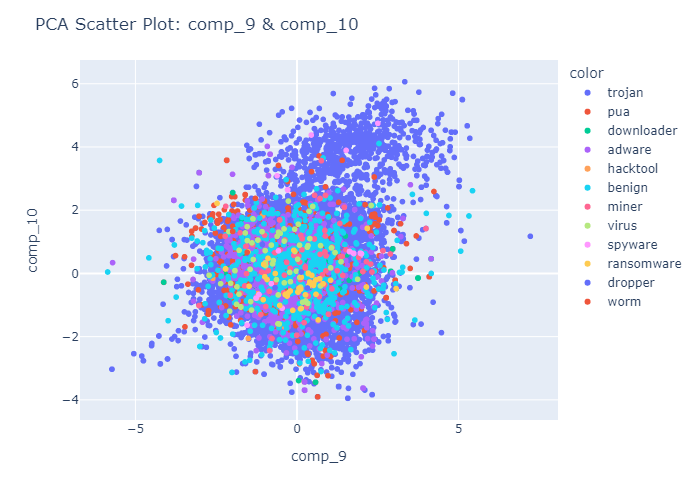 PCA Scatter Plot: comp_9 & comp_10
color
trojan
pua
downloader
adware
hacktool
benign
miner
virus
spyware
ransomware
dropper
worm
comp_10
6
4
2
0
−2
−4
−5
0
5
comp_9